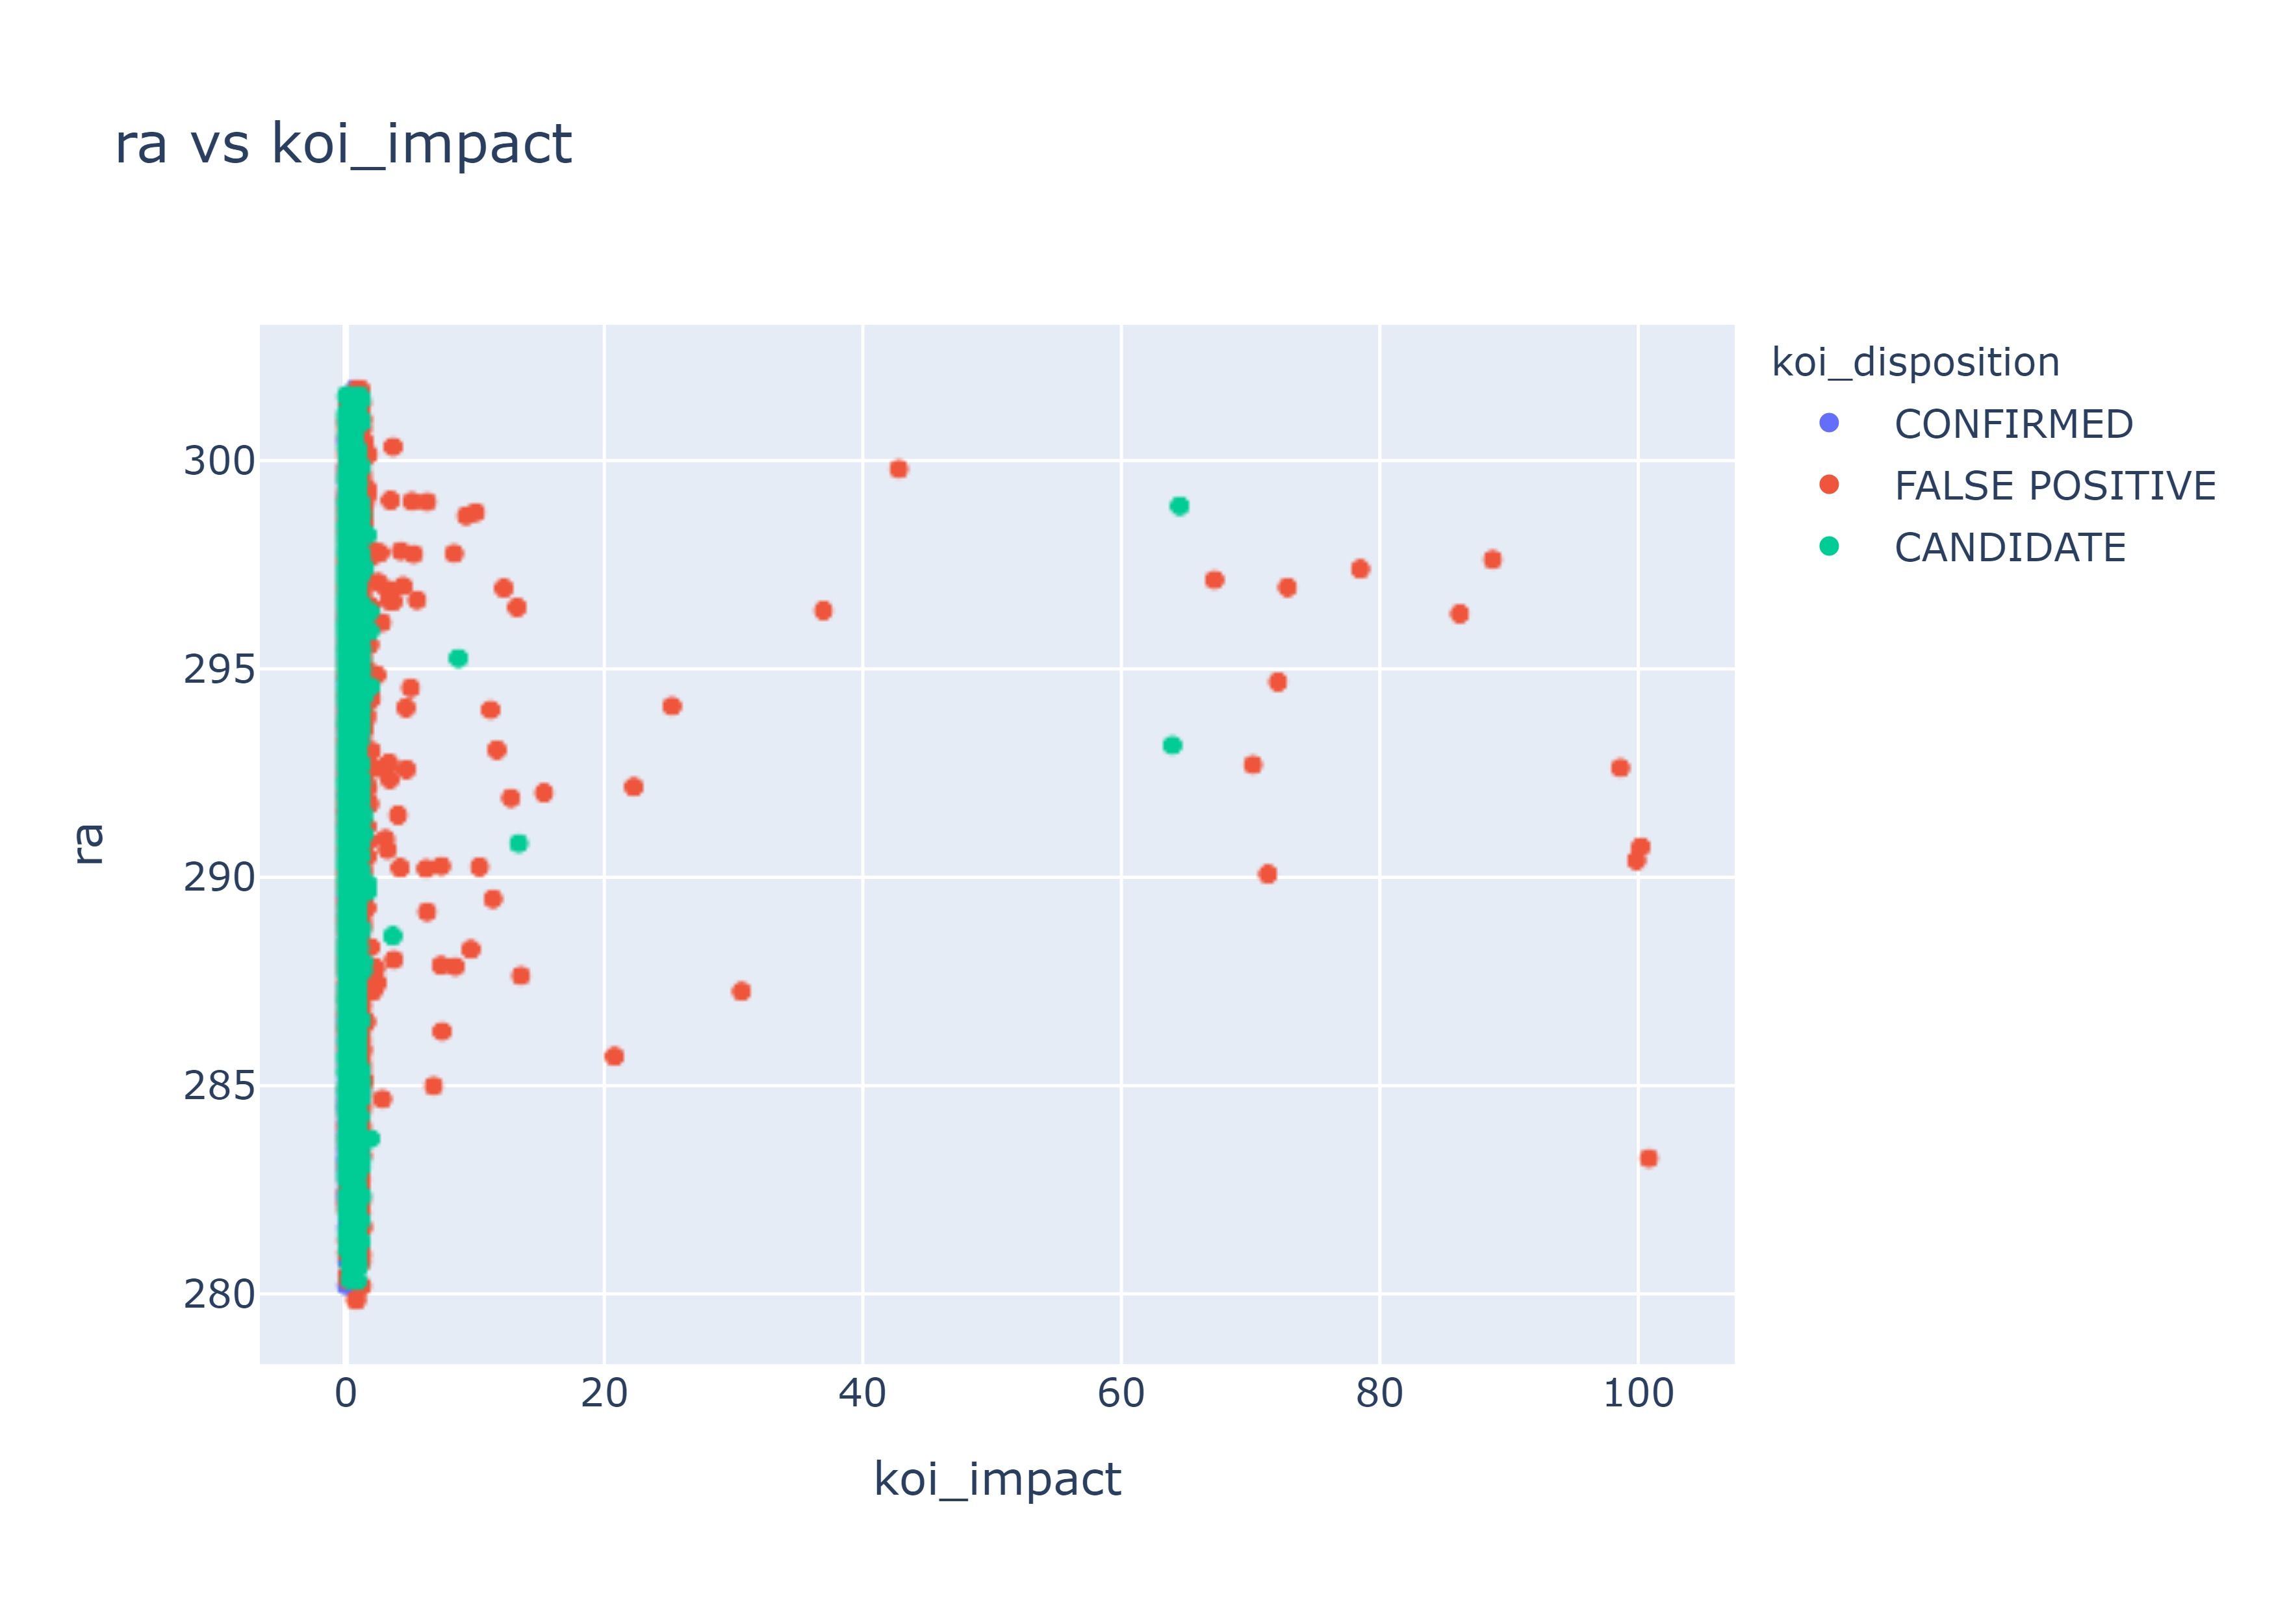 ra vs koi_impact
koi_disposition
CONFIRMED
FALSE POSITIVE
CANDIDATE
300
295
290
285
280
ra
0 20 40 60 80 100
koi_impact